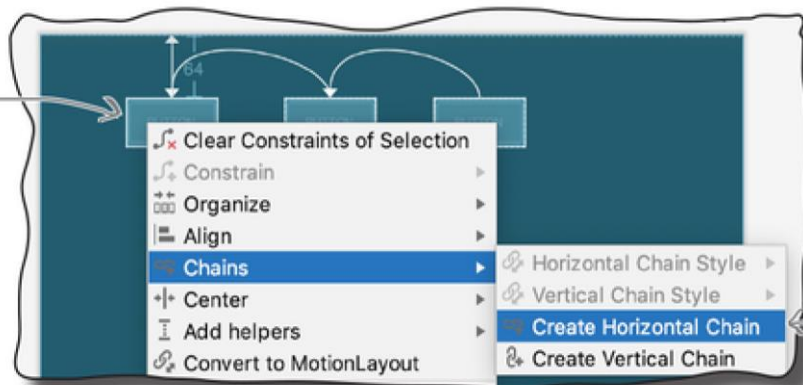 64
Clear Constraints of Selection
Constrain
Organize
Align
Chains
Center
Add helpers
Convert to MotionLayout
Horizontal Chain Style
Vertical Chain Style
Create Horizontal Chain
Create Vertical Chain